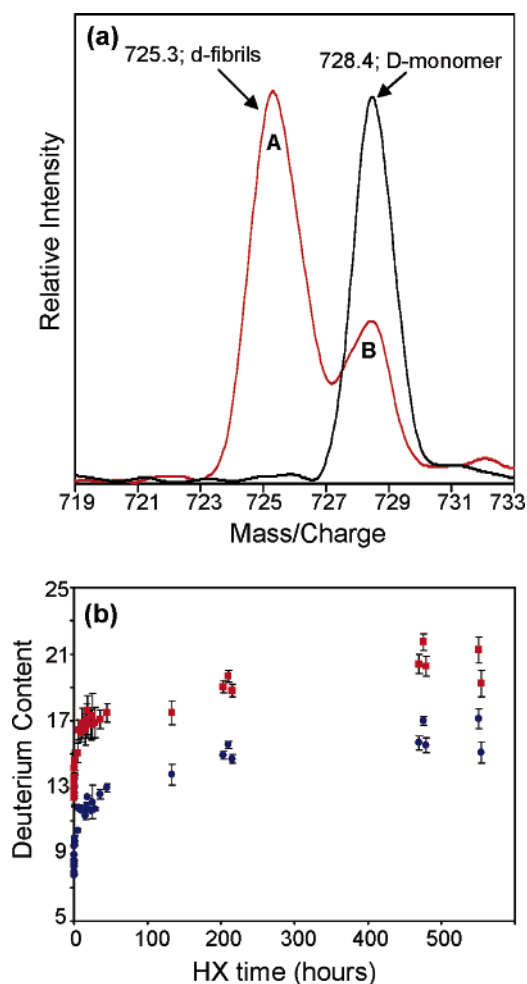 (a)
725.3; d-fibrils
728.4; D-monomer
A
B
Relative Intensity
719 721 723 725 727 729 731 733
Mass/Charge
(b)
25
21
17
13
9
5
Deuterium Content
0 100 200 300 400 500
HX time (hours)